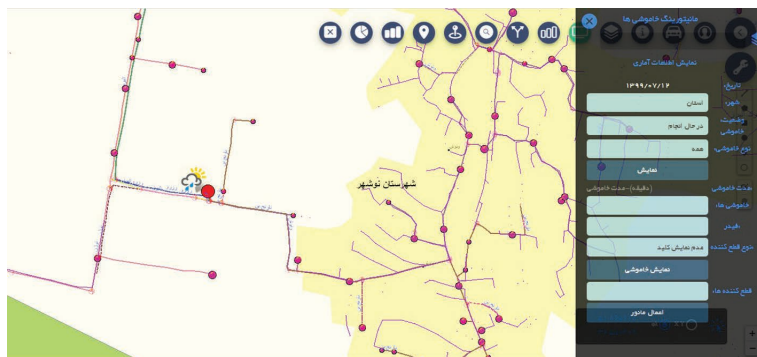 مانیتورینگ خاموشی ها
نمایش اطلاعات آماری
تاریخ: ۱۳۹۹/۰۷/۱۲
شهر: استان
وضعیت خاموشی: در حال انجام
نوع خاموشی: همه
نمایش
مدت خاموشی (دقیقه)-مدت خاموشی
خاموشی ها:
فیدر:
نوع قطع کننده: عدم نمایش کلید
نمایش خاموشی
قطع کننده ها:
اعمال مانور
شهرستان نوشهر